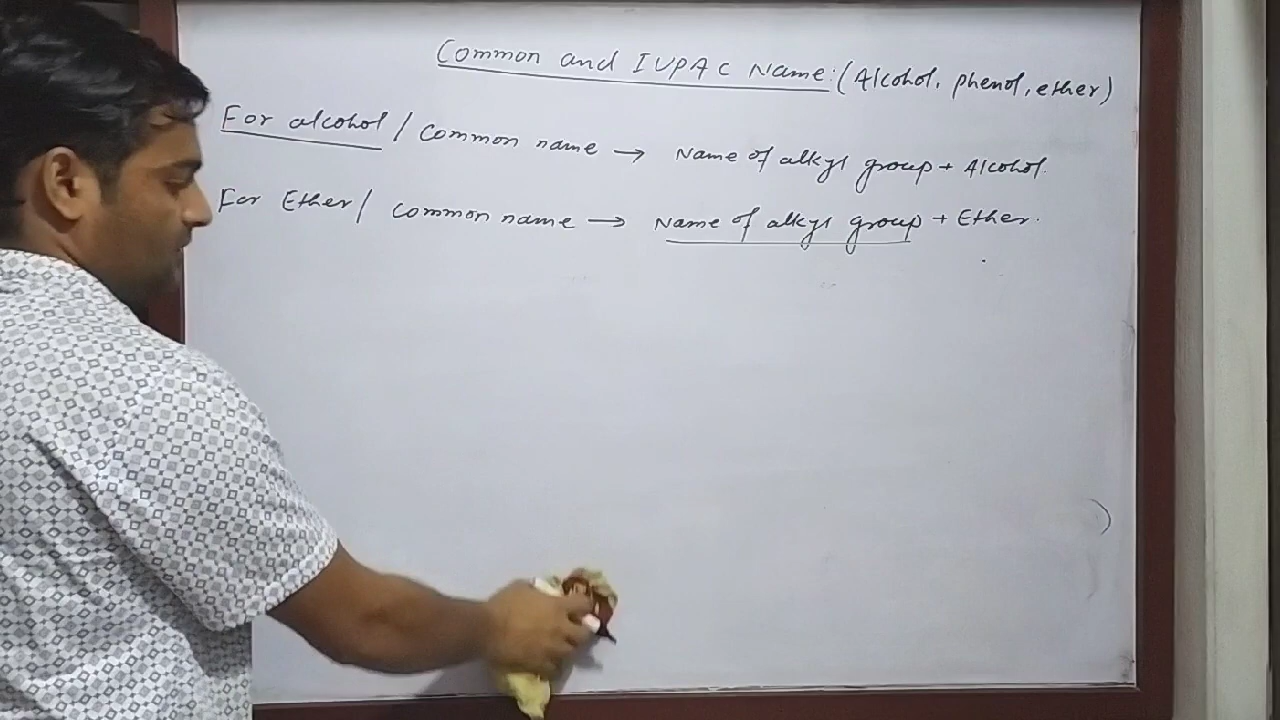 Common and IUPAC Name: (Alcohol, phenol, ether)
For alcohol / Common name → Name of alkyl group + Alcohol.
For Ether / Common name → Name of alkyl group + Ether.